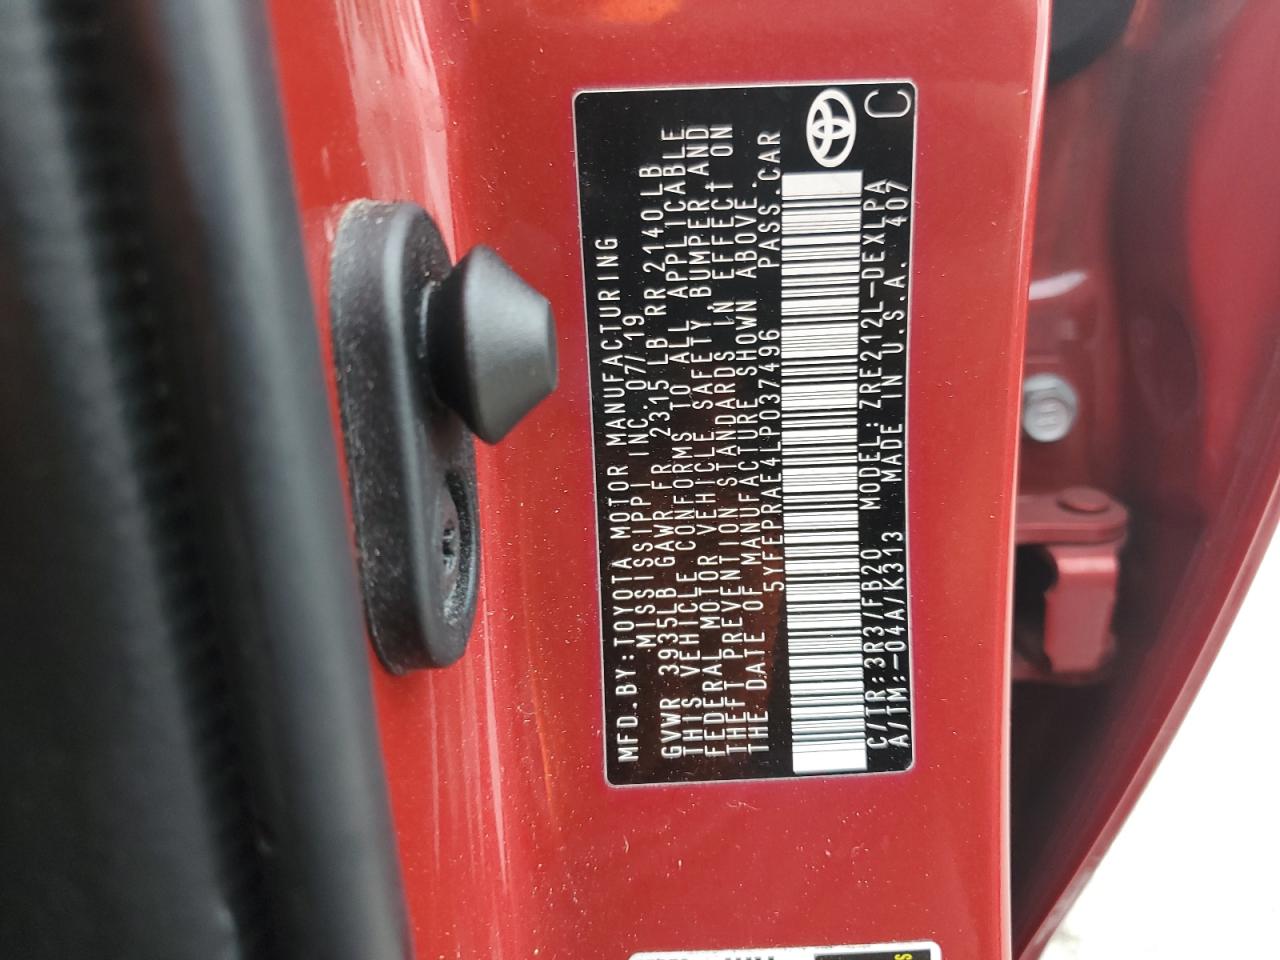 MFD.BY:TOYOTA MOTOR MANUFACTURING
MISSISSIPPI INC. 07/19
GVWR 3935LB GAWR FR 2315 LB RR 2140LB
THIS VEHICLE CONFORMS TO ALL APPLICABLE
FEDERAL MOTOR VEHICLE SAFETY, BUMPER, AND
THEFT PREVENTION STANDARDS IN EFFECT ON
THE DATE OF MANUFACTURE SHOWN ABOVE.
5YFEPRAE4LP037496 PASS.CAR
C/TR:3R3/FB20 MODEL:ZRE212L-DEXLPA
A/TM:-04A/K313 MADE IN U.S.A. 407
C